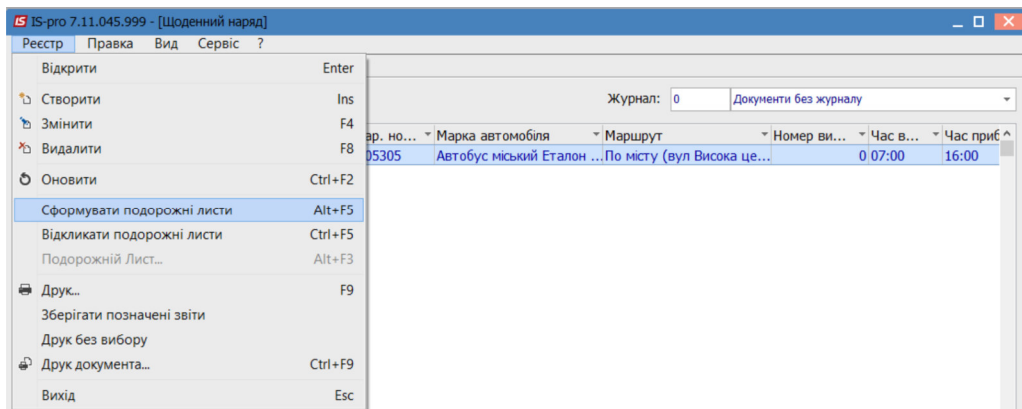 IS-pro 7.11.045.999 - [Щоденний наряд]
Реєстр Правка Вид Сервіс ?
Відкрити Enter
Створити Ins
Журнал: 0 Документи без журналу
Змінити F4
Видалити F8
ар. но... Марка автомобіля Маршрут Номер ви... Час в... Час приб
05305 Автобус міський Еталон ... По місту (вул Висока це... 0 07:00 16:00
Оновити Ctrl+F2
Сформувати подорожні листи Alt+F5
Відкликати подорожні листи Ctrl+F5
Подорожній Лист... Alt+F3
Друк... F9
Зберігати позначені звіти
Друк без вибору
Друк документа... Ctrl+F9
Вихід Esc